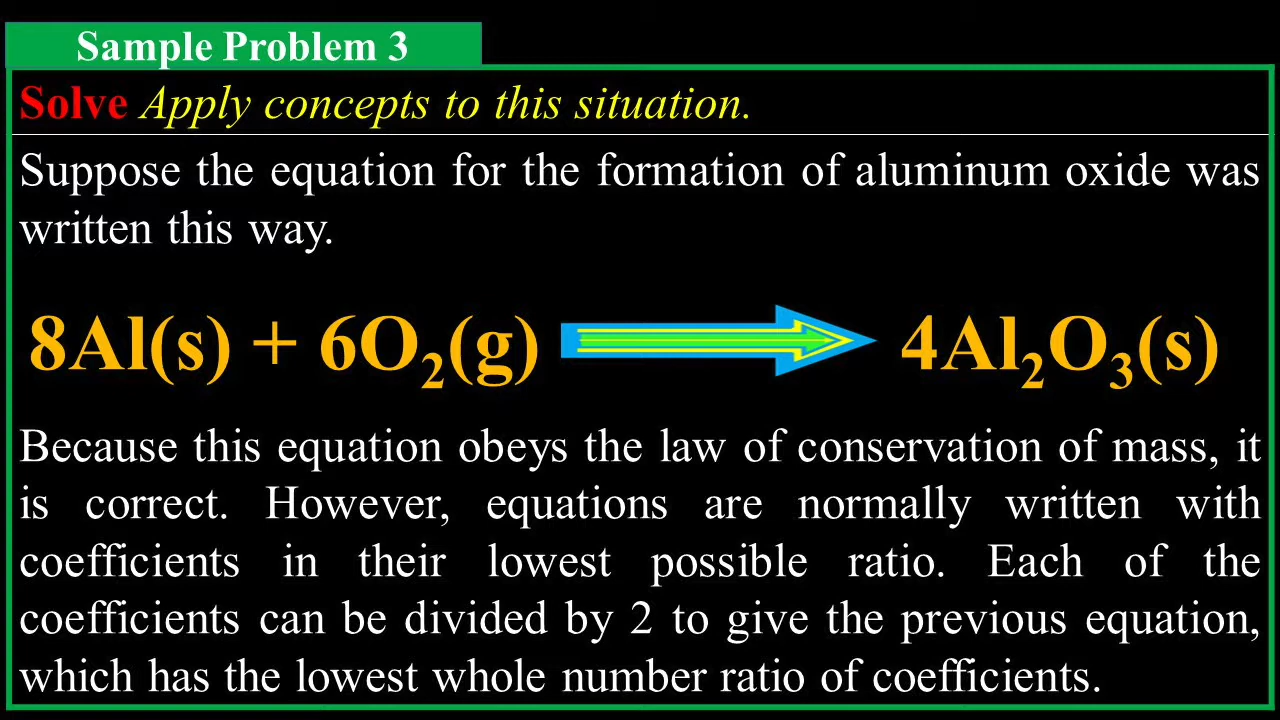 Sample Problem 3
Solve Apply concepts to this situation.
Suppose the equation for the formation of aluminum oxide was
written this way.
8Al(s) + 6O₂(g) 4Al₂O₃(s)
Because this equation obeys the law of conservation of mass, it
is correct. However, equations are normally written with
coefficients in their lowest possible ratio. Each of the
coefficients can be divided by 2 to give the previous equation,
which has the lowest whole number ratio of coefficients.